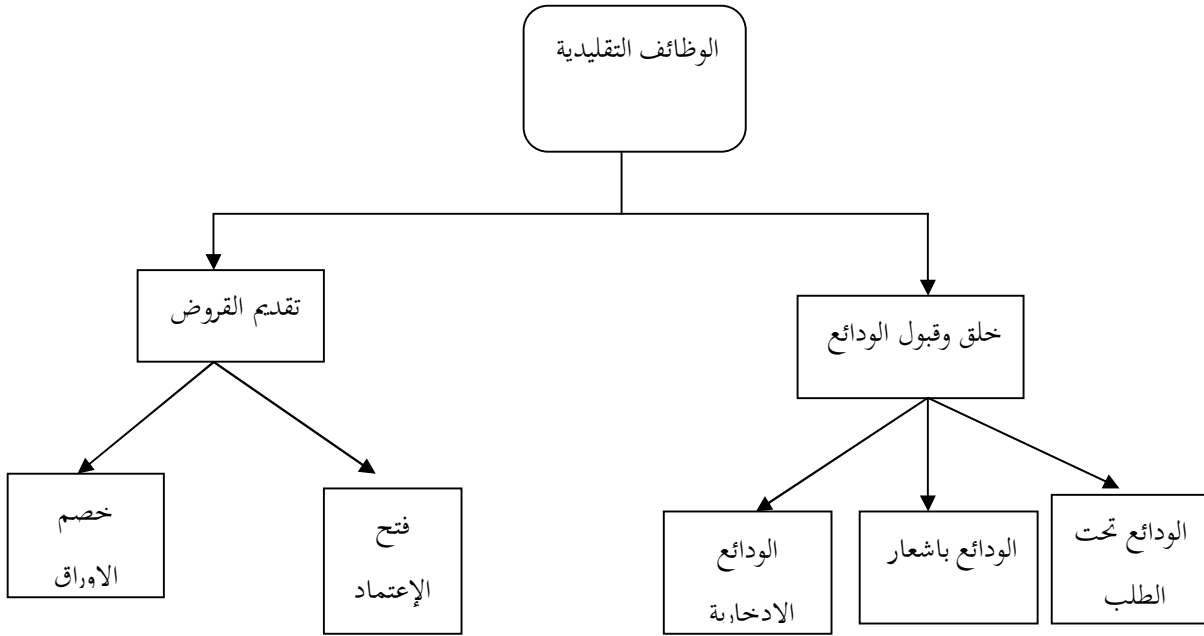 الوظائف التقليدية
خلق وقبول الودائع
تقديم القروض
الودائع تحت
الطلب
الودائع باشعار
الودائع
الادخارية
فتح
الإعتماد
خصم
الاوراق